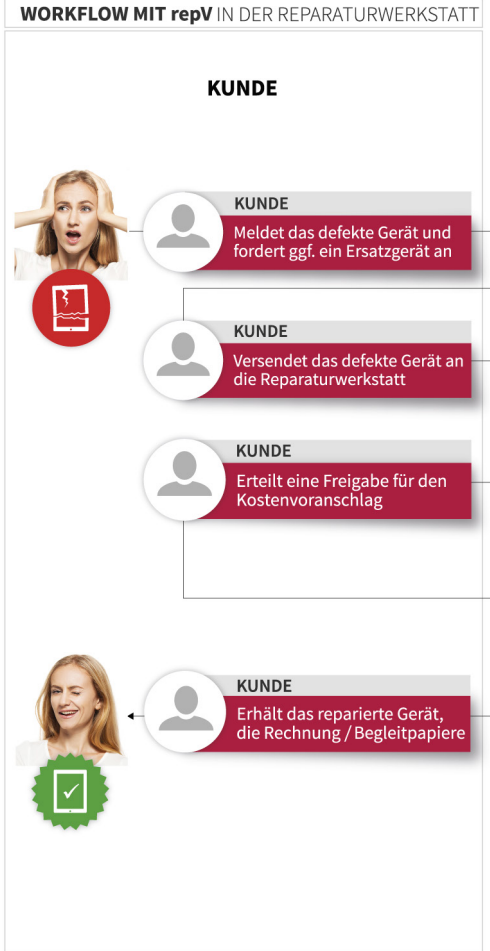 WORKFLOW MIT repV IN DER REPARATURWERKSTATT
KUNDE
KUNDE
Meldet das defekte Gerät und
fordert ggf. ein Ersatzgerät an
KUNDE
Versendet das defekte Gerät an
die Reparaturwerkstatt
KUNDE
Erteilt eine Freigabe für den
Kostenvoranschlag
KUNDE
Erhält das reparierte Gerät,
die Rechnung / Begleitpapiere